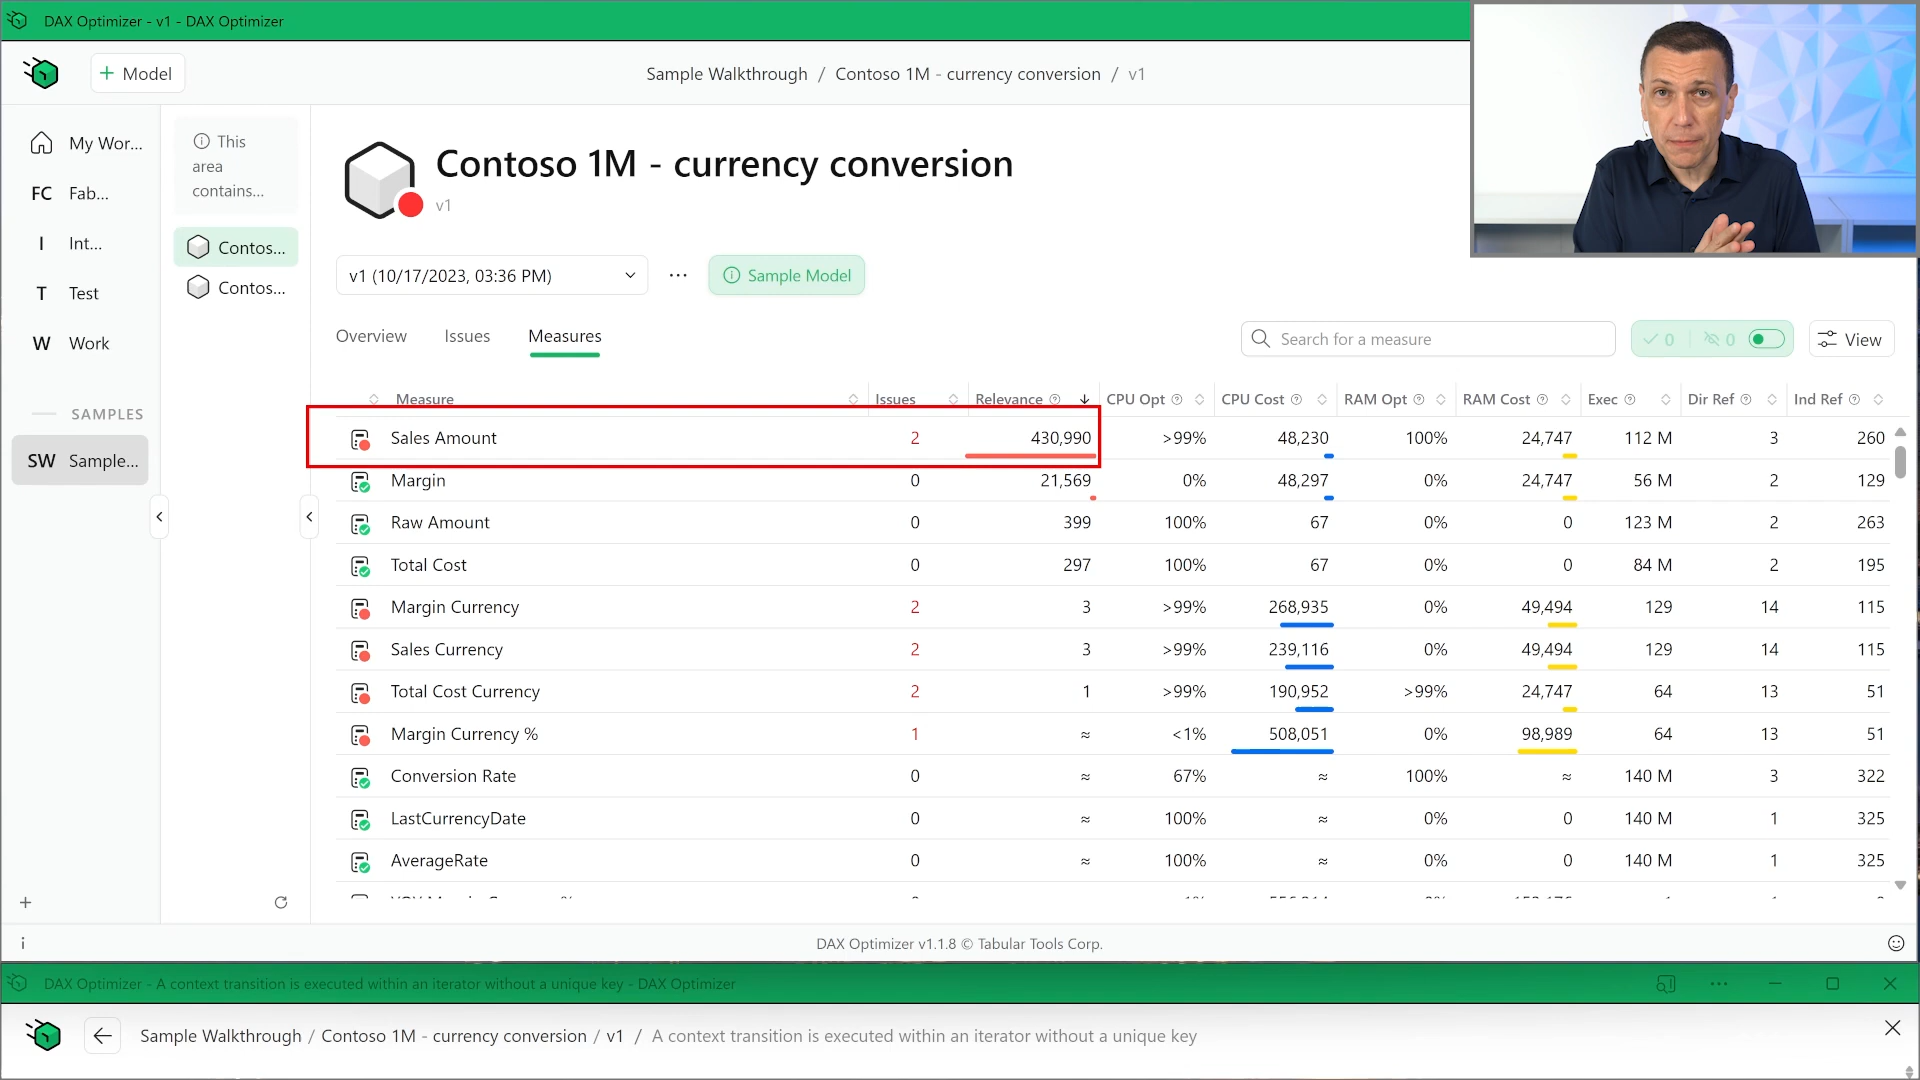 DAX Optimizer - v1 - DAX Optimizer
+ Model
Sample Walkthrough / Contoso 1M - currency conversion / v1
My Wor...
FC Fab...
I Int...
T Test
W Work
SAMPLES
SW Sample...
This
area
contains...
Contos...
Contos...
Contoso 1M - currency conversion
v1
v1 (10/17/2023, 03:36 PM)
Sample Model
Overview Issues Measures
Search for a measure
0 0
View
Measure Issues Relevance CPU Opt CPU Cost RAM Opt RAM Cost Exec Dir Ref Ind Ref
Sales Amount 2 430,990 >99% 48,230 100% 24,747 112 M 3 260
Margin 0 21,569 0% 48,297 0% 24,747 56 M 2 129
Raw Amount 0 399 100% 67 0% 0 123 M 2 263
Total Cost 0 297 100% 67 0% 0 84 M 2 195
Margin Currency 2 3 >99% 268,935 0% 49,494 129 14 115
Sales Currency 2 3 >99% 239,116 0% 49,494 129 14 115
Total Cost Currency 2 1 >99% 190,952 >99% 24,747 64 13 51
Margin Currency % 1 ≈ <1% 508,051 0% 98,989 64 13 51
Conversion Rate 0 ≈ 67% ≈ 100% ≈ 140 M 3 322
LastCurrencyDate 0 ≈ 100% ≈ 0% 0 140 M 1 325
AverageRate 0 ≈ 100% ≈ 0% 0 140 M 1 325
DAX Optimizer v1.1.8 © Tabular Tools Corp.
DAX Optimizer - A context transition is executed within an iterator without a unique key - DAX Optimizer
Sample Walkthrough / Contoso 1M - currency conversion / v1 / A context transition is executed within an iterator without a unique key